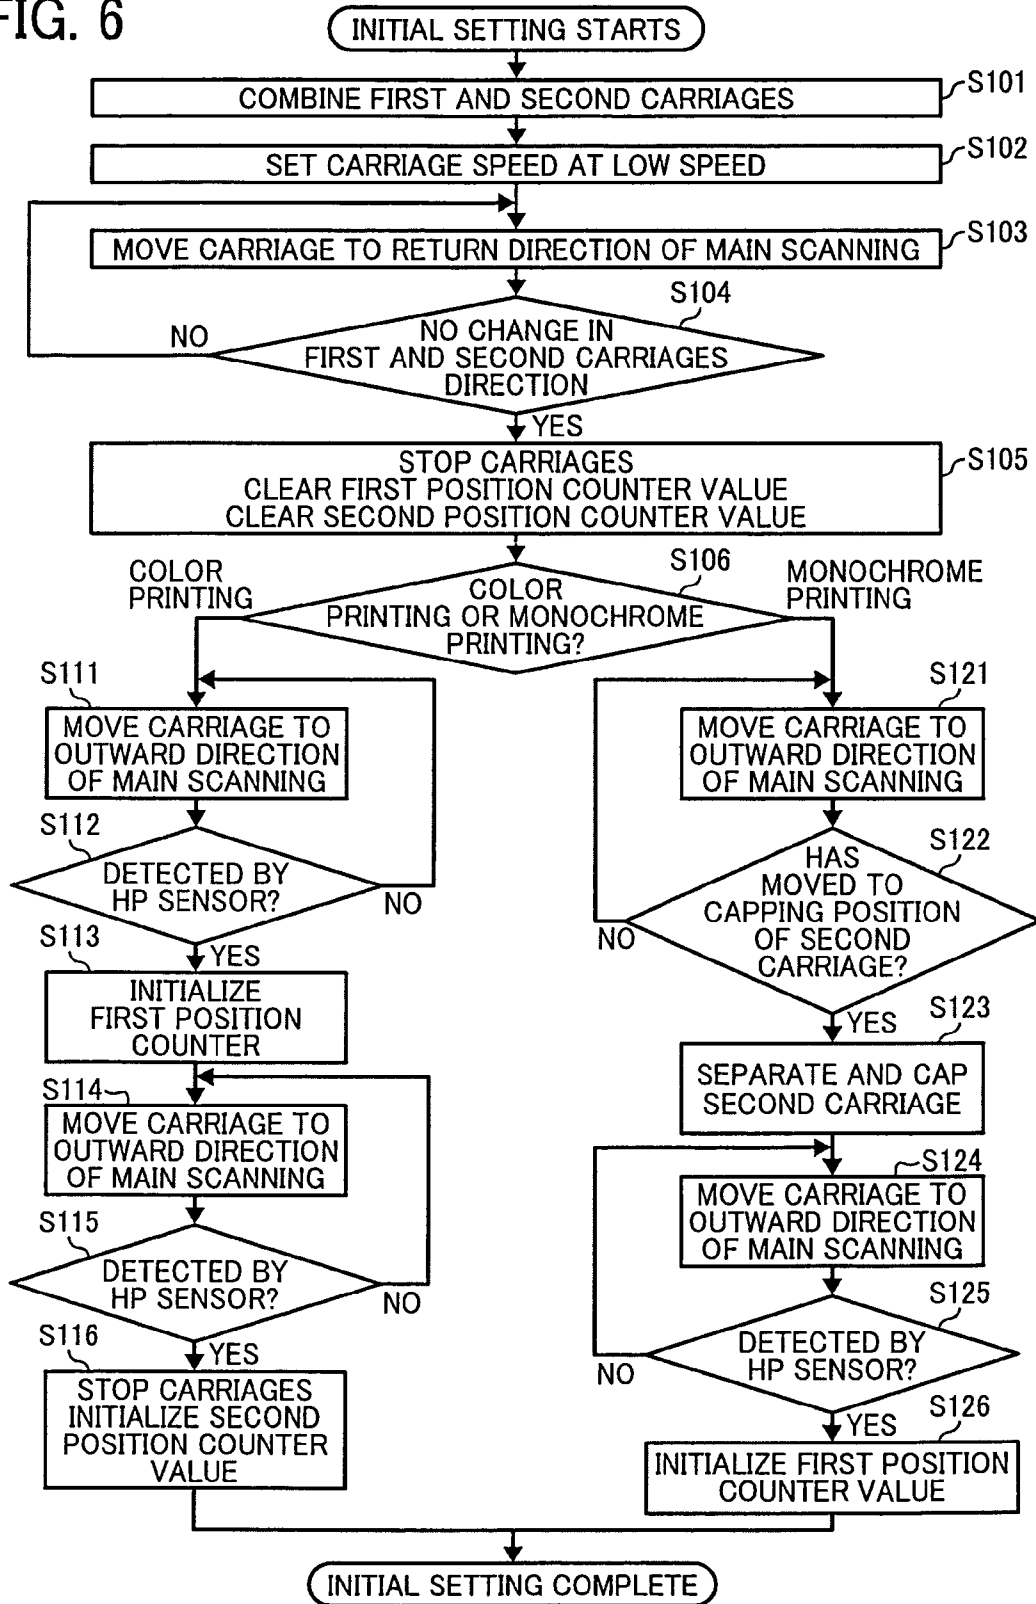 FIG. 6
INITIAL SETTING STARTS
COMBINE FIRST AND SECOND CARRIAGES
S101
SET CARRIAGE SPEED AT LOW SPEED
S102
MOVE CARRIAGE TO RETURN DIRECTION OF MAIN SCANNING
S103
S104
NO CHANGE IN
FIRST AND SECOND CARRIAGES
DIRECTION
NO
YES
STOP CARRIAGES
CLEAR FIRST POSITION COUNTER VALUE
CLEAR SECOND POSITION COUNTER VALUE
S105
S106
COLOR
PRINTING OR MONOCHROME
PRINTING?
COLOR
PRINTING
MONOCHROME
PRINTING
S111
MOVE CARRIAGE TO
OUTWARD DIRECTION
OF MAIN SCANNING
S112
DETECTED BY
HP SENSOR?
NO
YES
S113
INITIALIZE
FIRST POSITION
COUNTER
S114
MOVE CARRIAGE TO
OUTWARD DIRECTION
OF MAIN SCANNING
S115
DETECTED BY
HP SENSOR?
NO
YES
S116
STOP CARRIAGES
INITIALIZE SECOND
POSITION COUNTER
VALUE
S121
MOVE CARRIAGE TO
OUTWARD DIRECTION
OF MAIN SCANNING
S122
HAS
MOVED TO
CAPPING POSITION
OF SECOND
CARRIAGE?
NO
YES
S123
SEPARATE AND CAP
SECOND CARRIAGE
S124
MOVE CARRIAGE TO
OUTWARD DIRECTION
OF MAIN SCANNING
S125
DETECTED BY
HP SENSOR?
NO
YES
S126
INITIALIZE FIRST POSITION
COUNTER VALUE
INITIAL SETTING COMPLETE